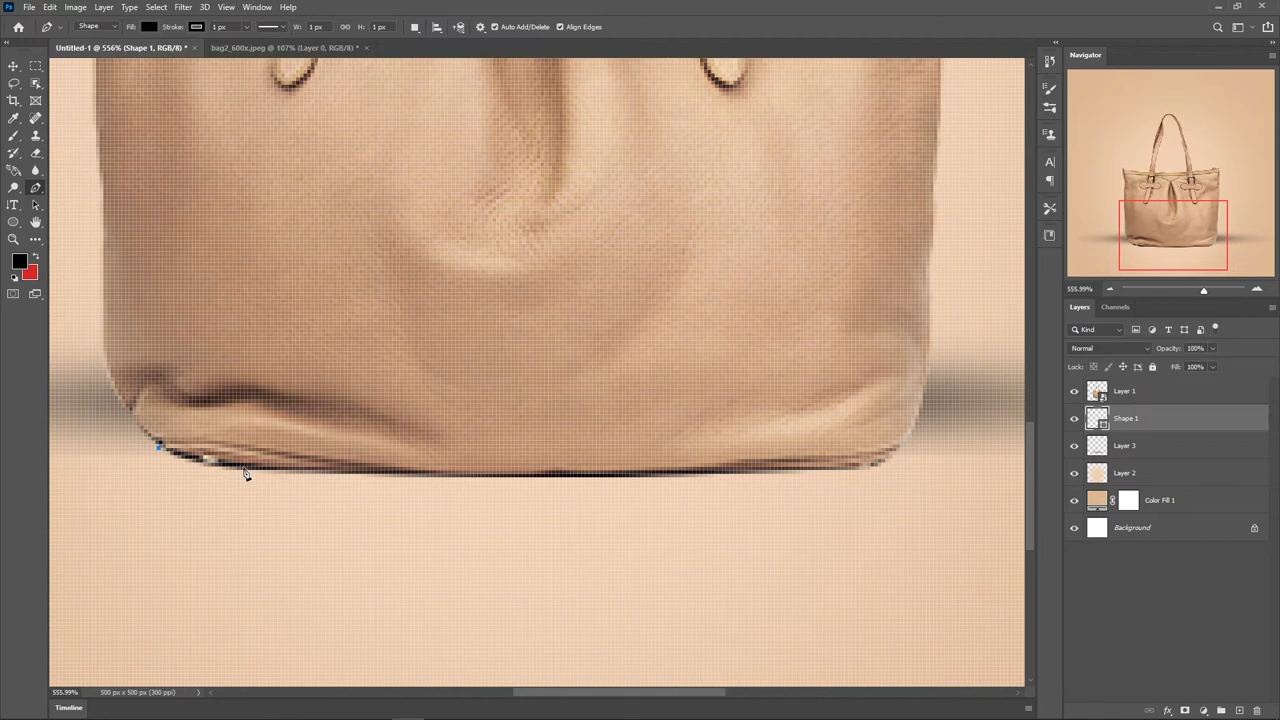 Ps File Edit Image Layer Type Select Filter 3D View Window Help
Shape Fill: Stroke: 1 px W: 1 px H: 1 px Auto Add/Delete Align Edges
Untitled-1 @ 556% (Shape 1, RGB/8) * × bag2_600x.jpeg @ 107% (Layer 0, RGB/8) * ×
Navigator
555.99%
Layers Channels
Kind
Normal Opacity: 100%
Lock: Fill: 100%
Layer 1
Shape 1
Layer 3
Layer 2
Color Fill 1
Background
555.99% 500 px x 500 px (300 ppi)
Timeline